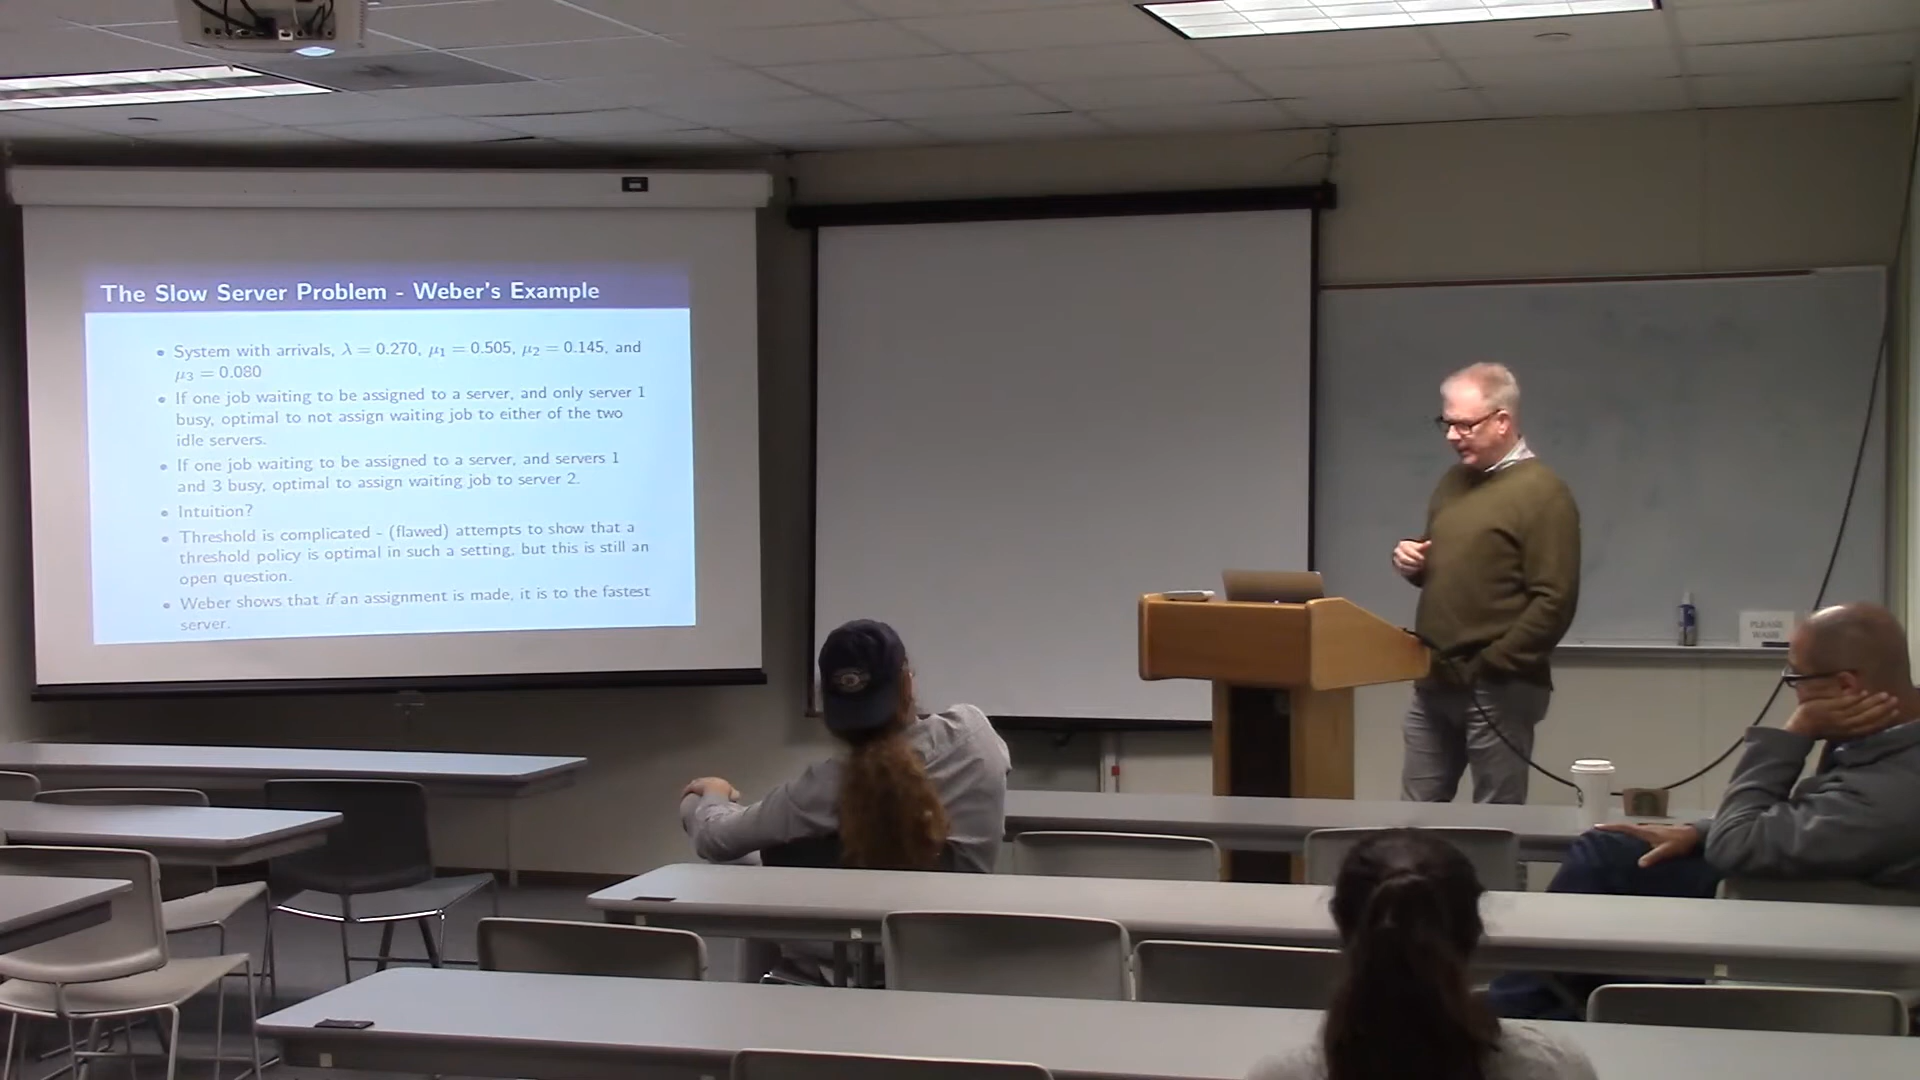 The Slow Server Problem - Weber's Example
• System with arrivals, λ = 0.270, μ₁ = 0.505, μ₂ = 0.145, and
μ₃ = 0.080
• If one job waiting to be assigned to a server, and only server 1
busy, optimal to not assign waiting job to either of the two
idle servers.
• If one job waiting to be assigned to a server, and servers 1
and 3 busy, optimal to assign waiting job to server 2.
• Intuition?
• Threshold is complicated - (flawed) attempts to show that a
threshold policy is optimal in such a setting, but this is still an
open question.
• Weber shows that if an assignment is made, it is to the fastest
server.
PLEASE